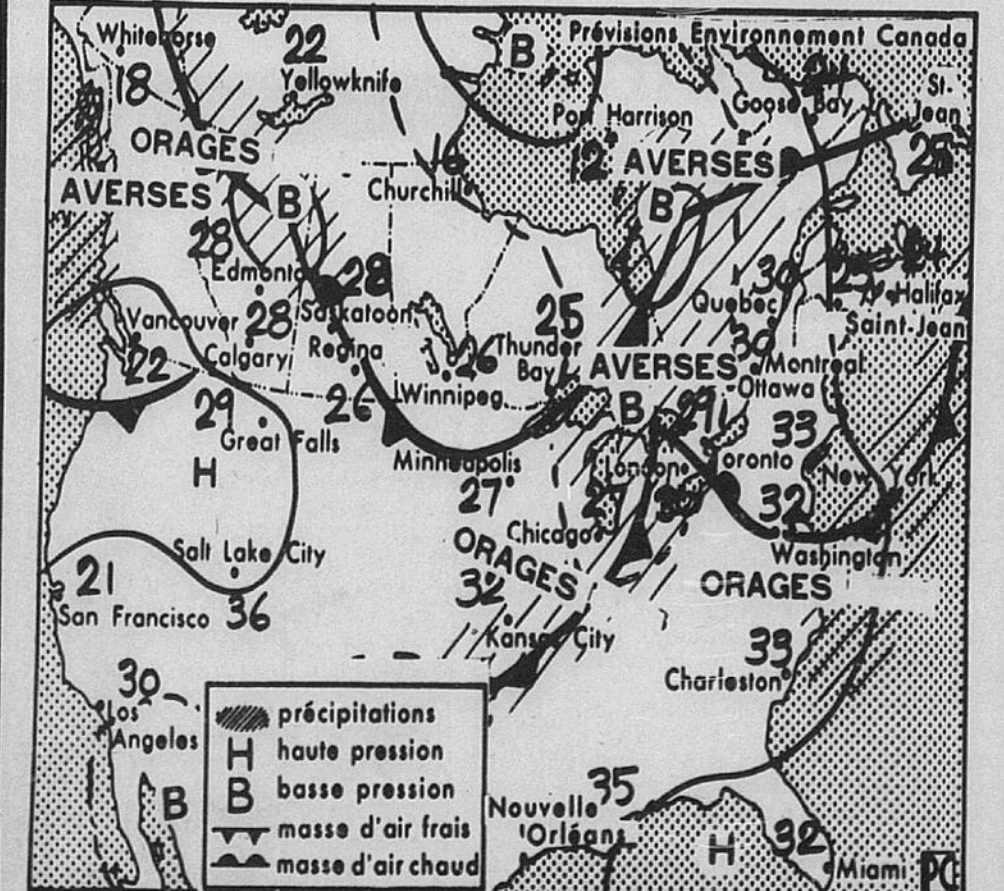 Prévisions Environnement Canada
Whitehorse
18
22
Yellowknife
B
Port Harrison
12
Goose Bay
St-
Jean
25
ORAGES
AVERSES
B
Churchill
16
AVERSES
B
28
Edmonton
28
Saskatoon
Vancouver
22
28
Calgary
Regina
26
Winnipeg
26
25
Thunder
Bay
30
Quebec
Halifax
Saint-Jean
AVERSES
30
Montreal
Ottawa
29
Great Falls
H
Minneapolis
27
B
29
London
27
Toronto
33
32
New York
Chicago
Washington
ORAGES
ORAGES
Salt Lake City
36
21
San Francisco
32
Kansas City
33
Charleston
30
Los
Angeles
B
précipitations
H haute pression
B basse pression
masse d'air frais
masse d'air chaud
Nouvelle
Orléans
35
H
32
Miami
PC